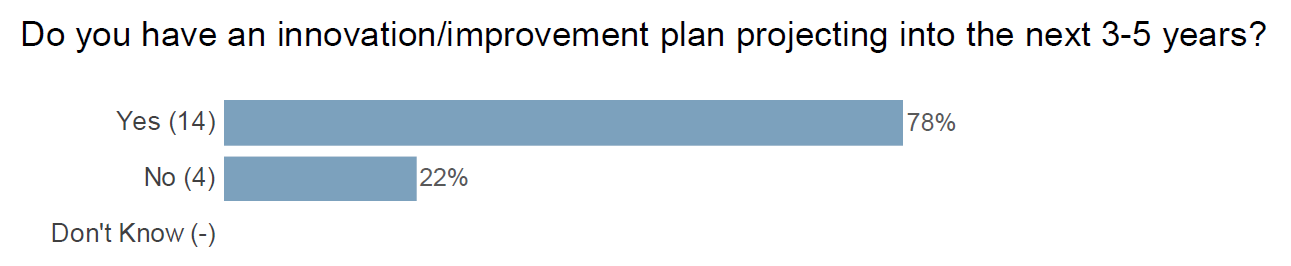 Do you have an innovation/improvement plan projecting into the next 3-5 years?
Yes (14) 78%
No (4) 22%
Don't Know (-)